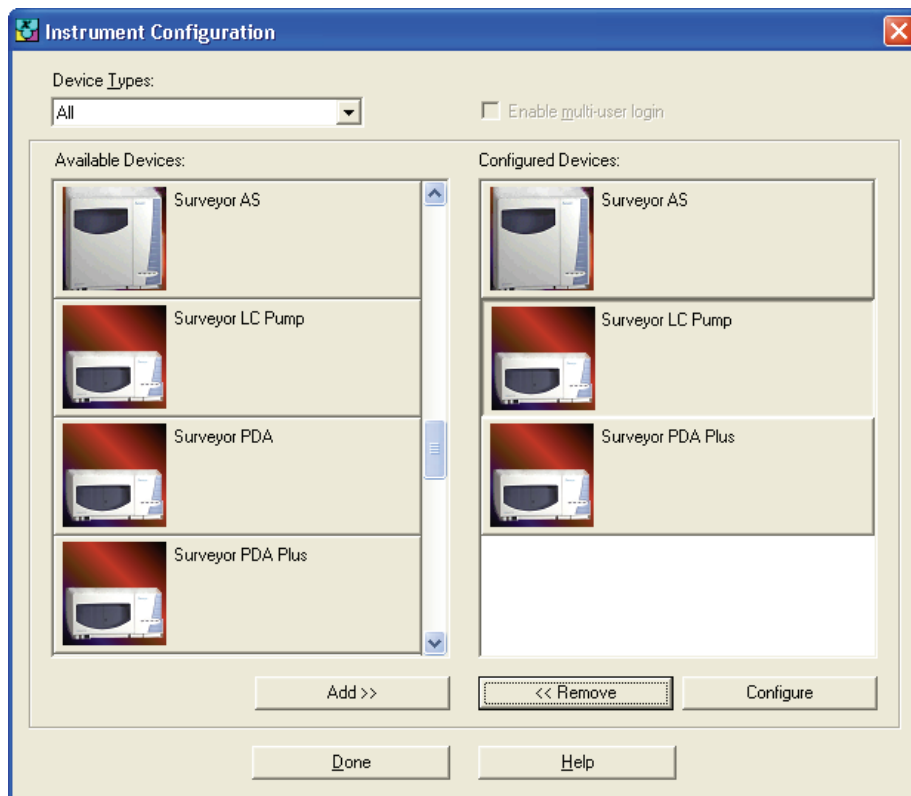 Instrument Configuration
Device Types:
All
Enable multi-user login
Available Devices:
Configured Devices:
Surveyor AS
Surveyor LC Pump
Surveyor PDA
Surveyor PDA Plus
Surveyor AS
Surveyor LC Pump
Surveyor PDA Plus
Add >>
<< Remove
Configure
Done
Help